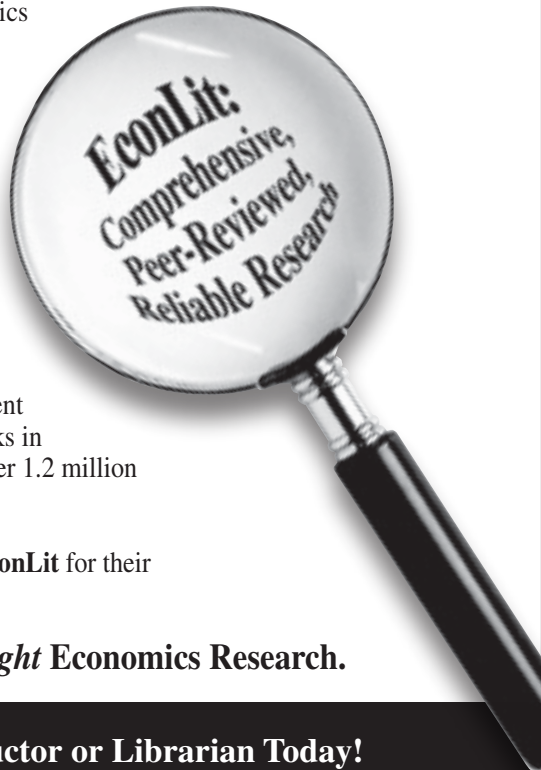 ics
EconLit:
Comprehensive,
Peer-Reviewed,
Reliable Research
ent
ks in
er 1.2 million
onLit for their
ght Economics Research.
uctor or Librarian Today!